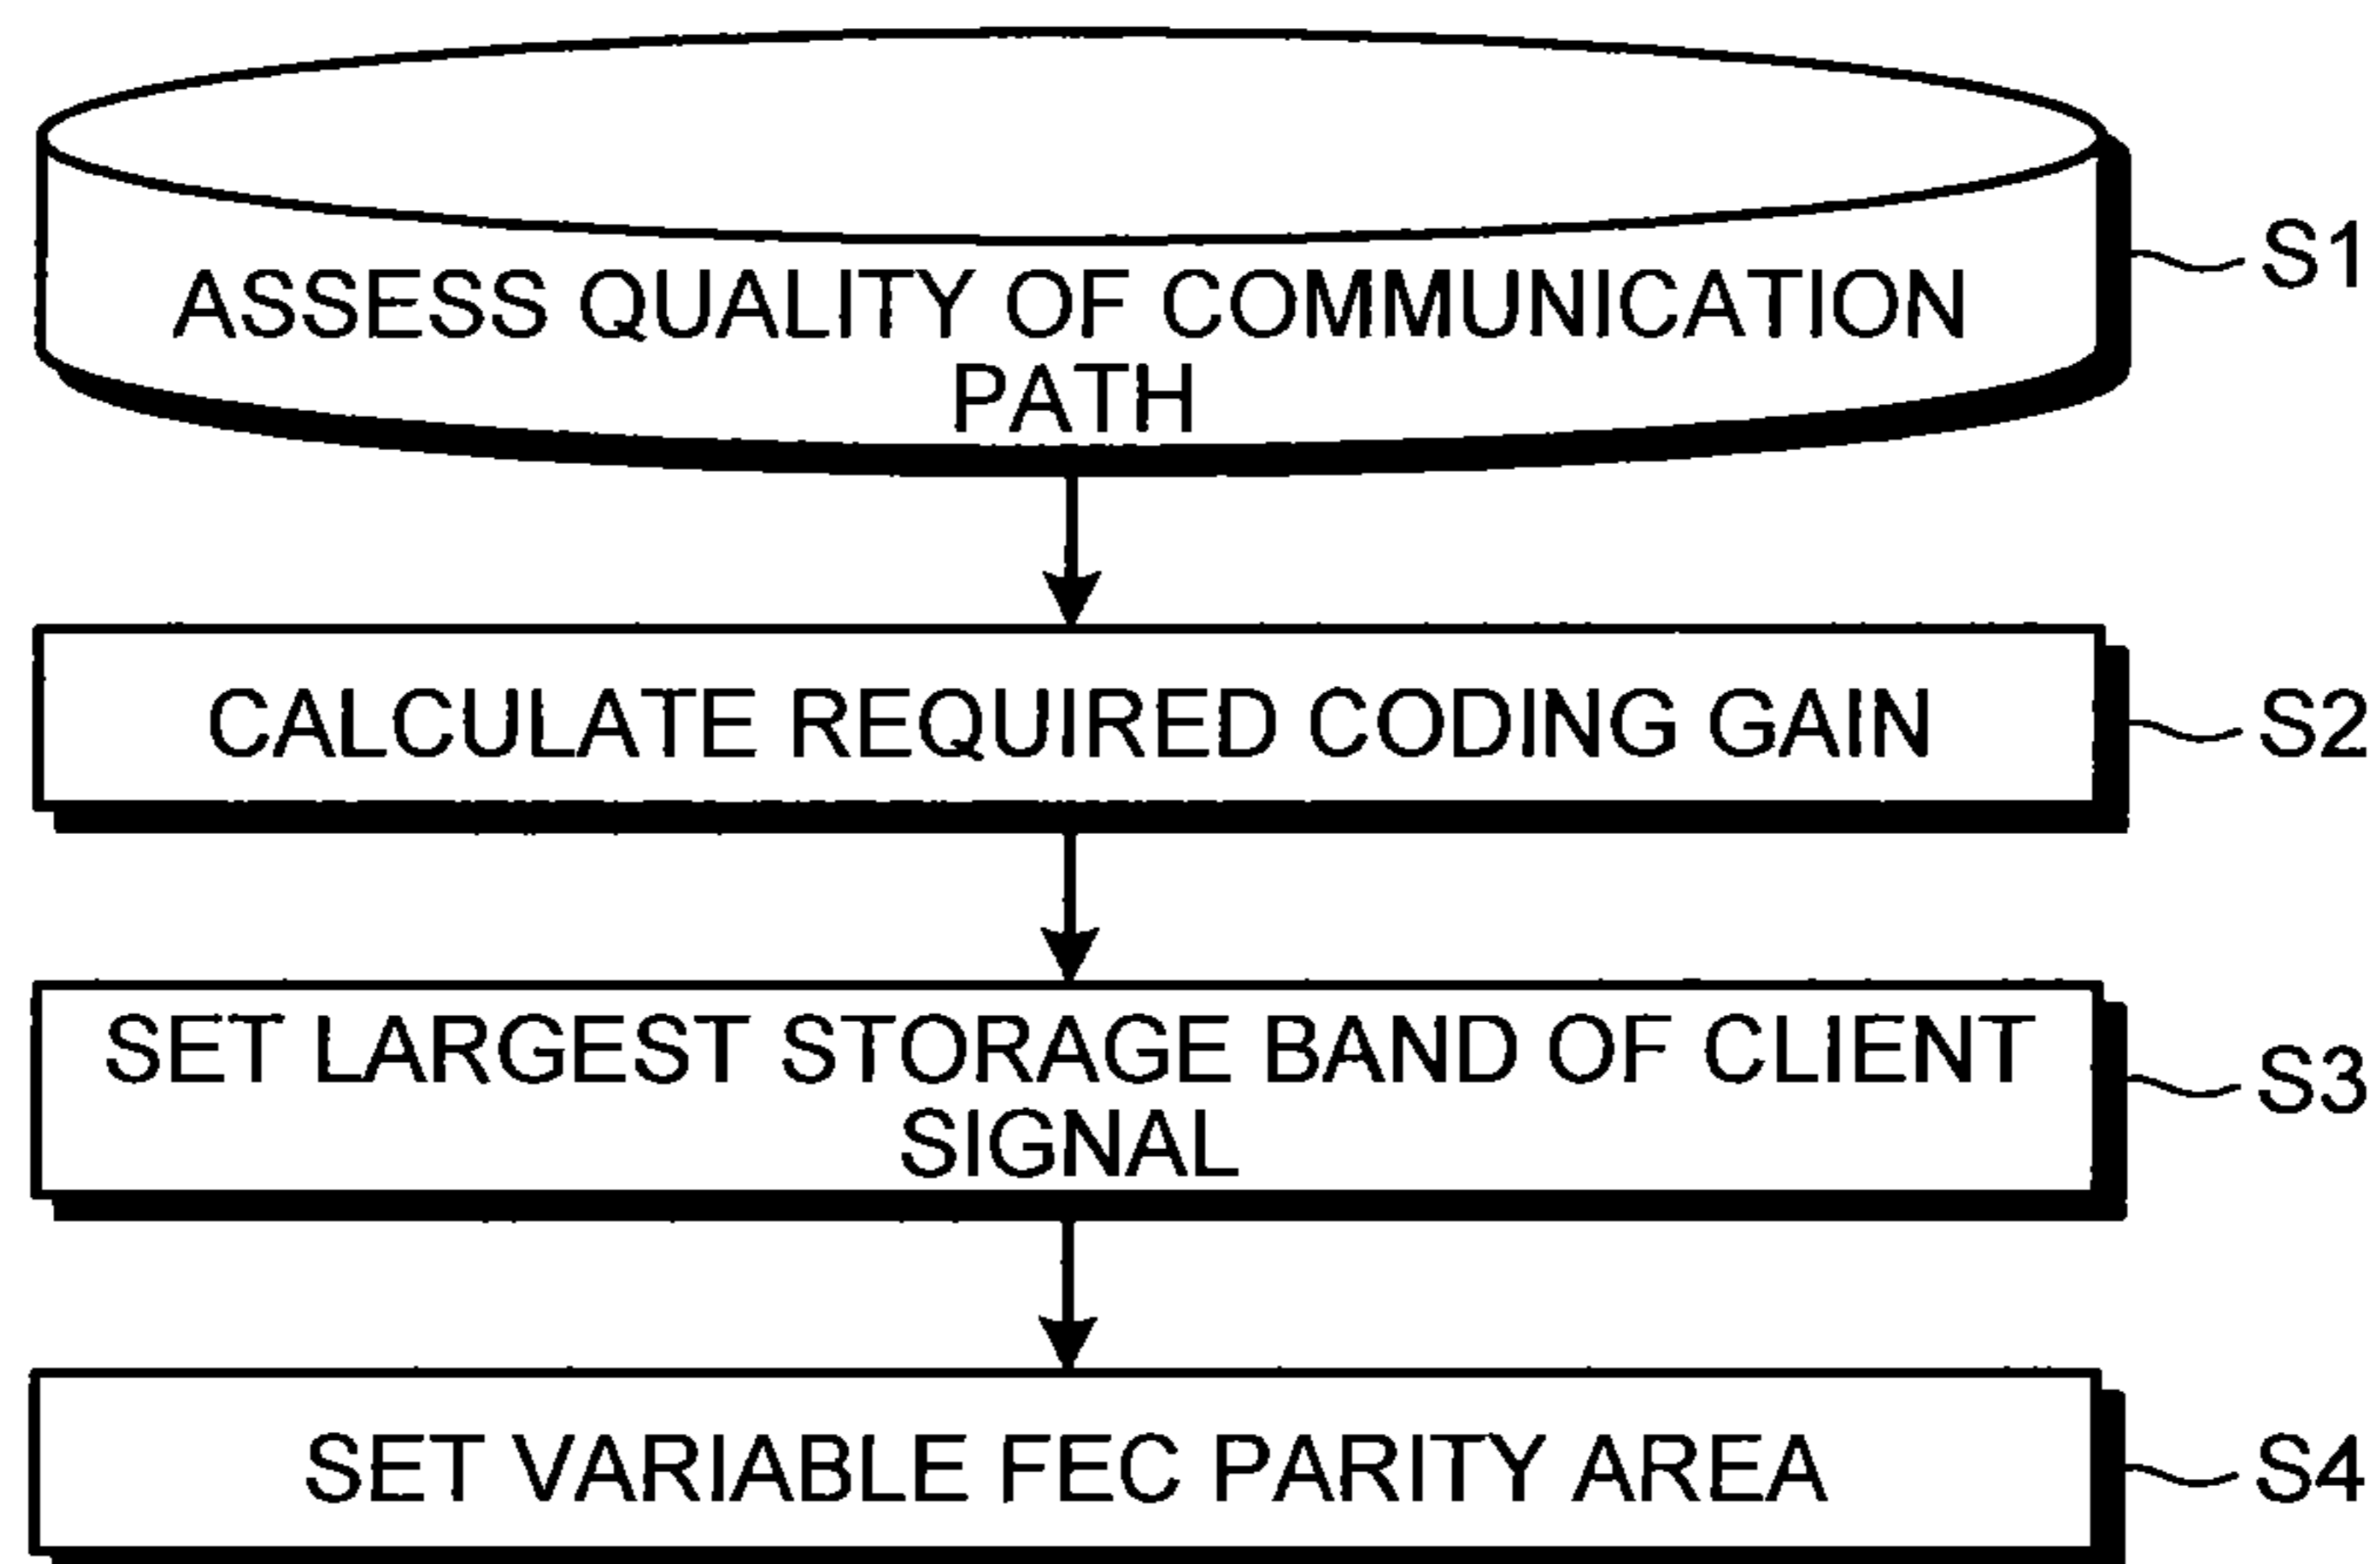 ASSESS QUALITY OF COMMUNICATION
PATH
S1
CALCULATE REQUIRED CODING GAIN
S2
SET LARGEST STORAGE BAND OF CLIENT
SIGNAL
S3
SET VARIABLE FEC PARITY AREA
S4